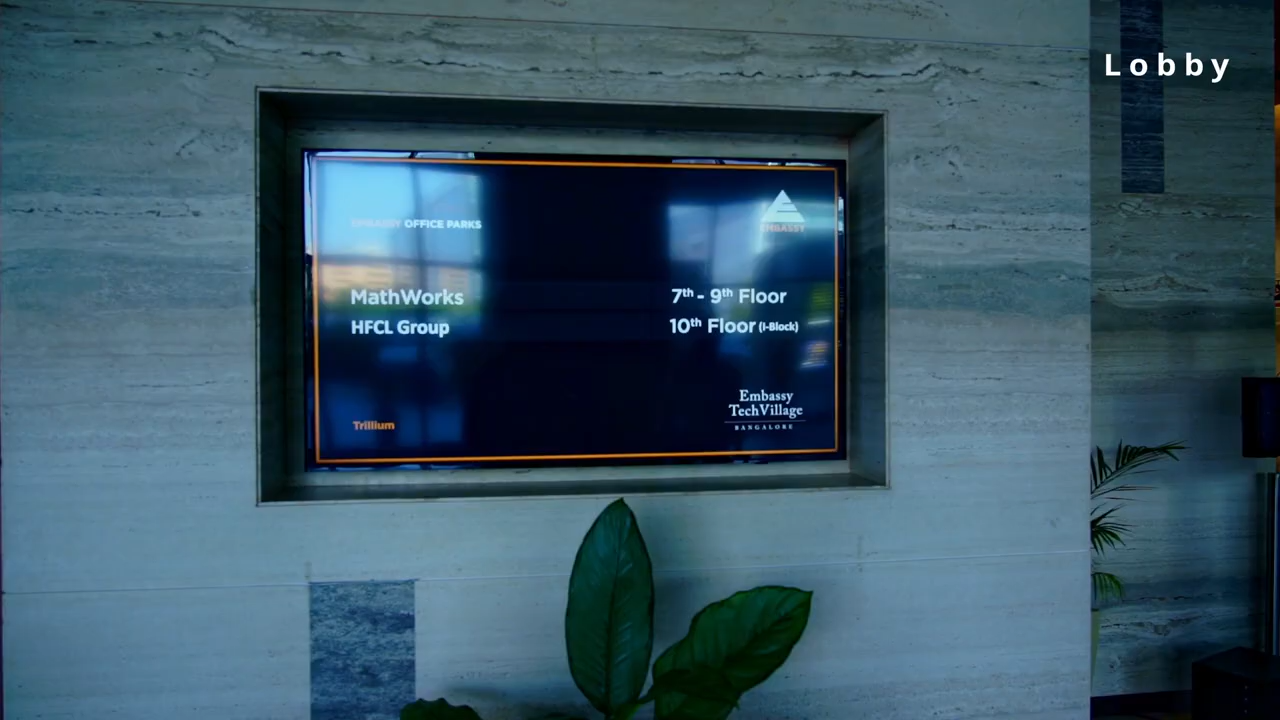 Lobby
EMBASSY OFFICE PARKS
EMBASSY
MathWorks 7th - 9th Floor
HFCL Group 10th Floor (I-Block)
Embassy
TechVillage
BANGALORE
Trillium